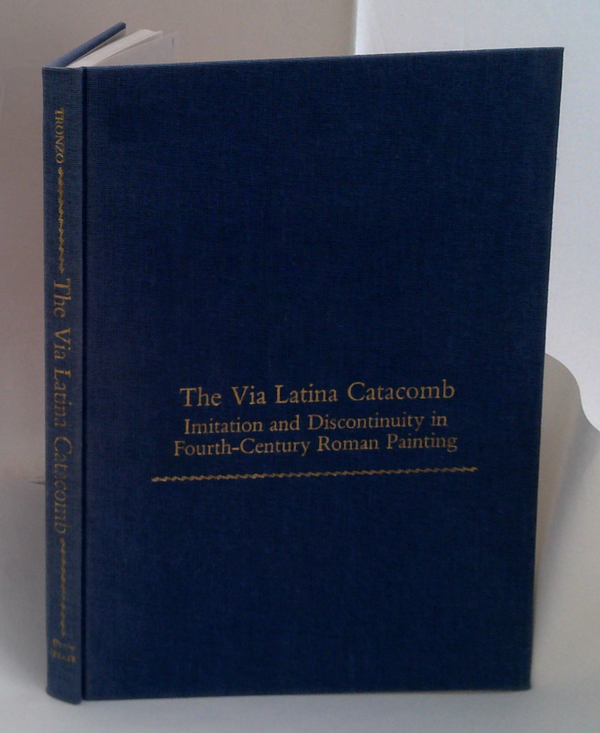 TRONZO
The Via Latina Catacomb
The Via Latina Catacomb
Imitation and Discontinuity in
Fourth-Century Roman Painting